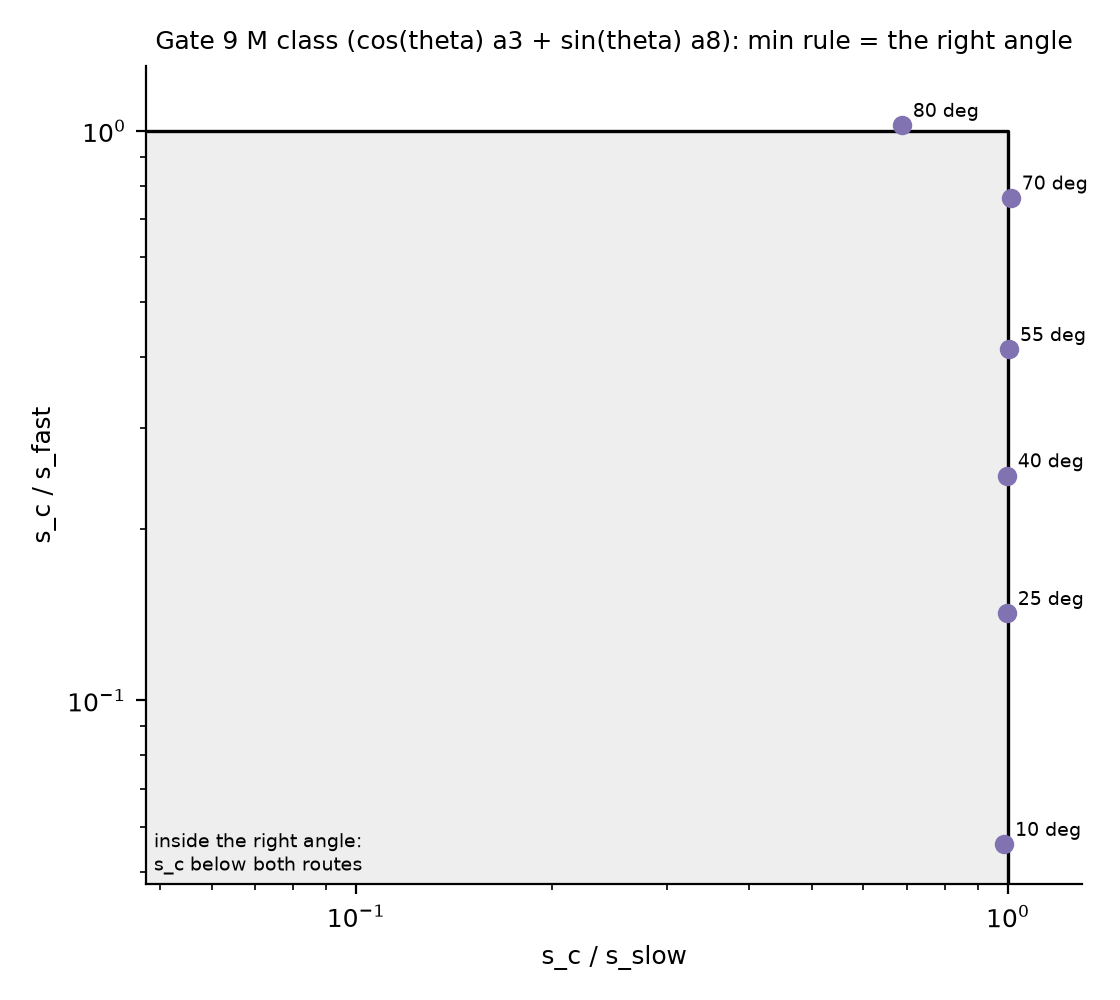 Gate 9 M class (cos(theta) a3 + sin(theta) a8): min rule = the right angle
80 deg
10⁰
70 deg
55 deg
s_c / s_fast
40 deg
25 deg
10⁻¹
10 deg
inside the right angle:
s_c below both routes
10⁻¹
10⁰
s_c / s_slow